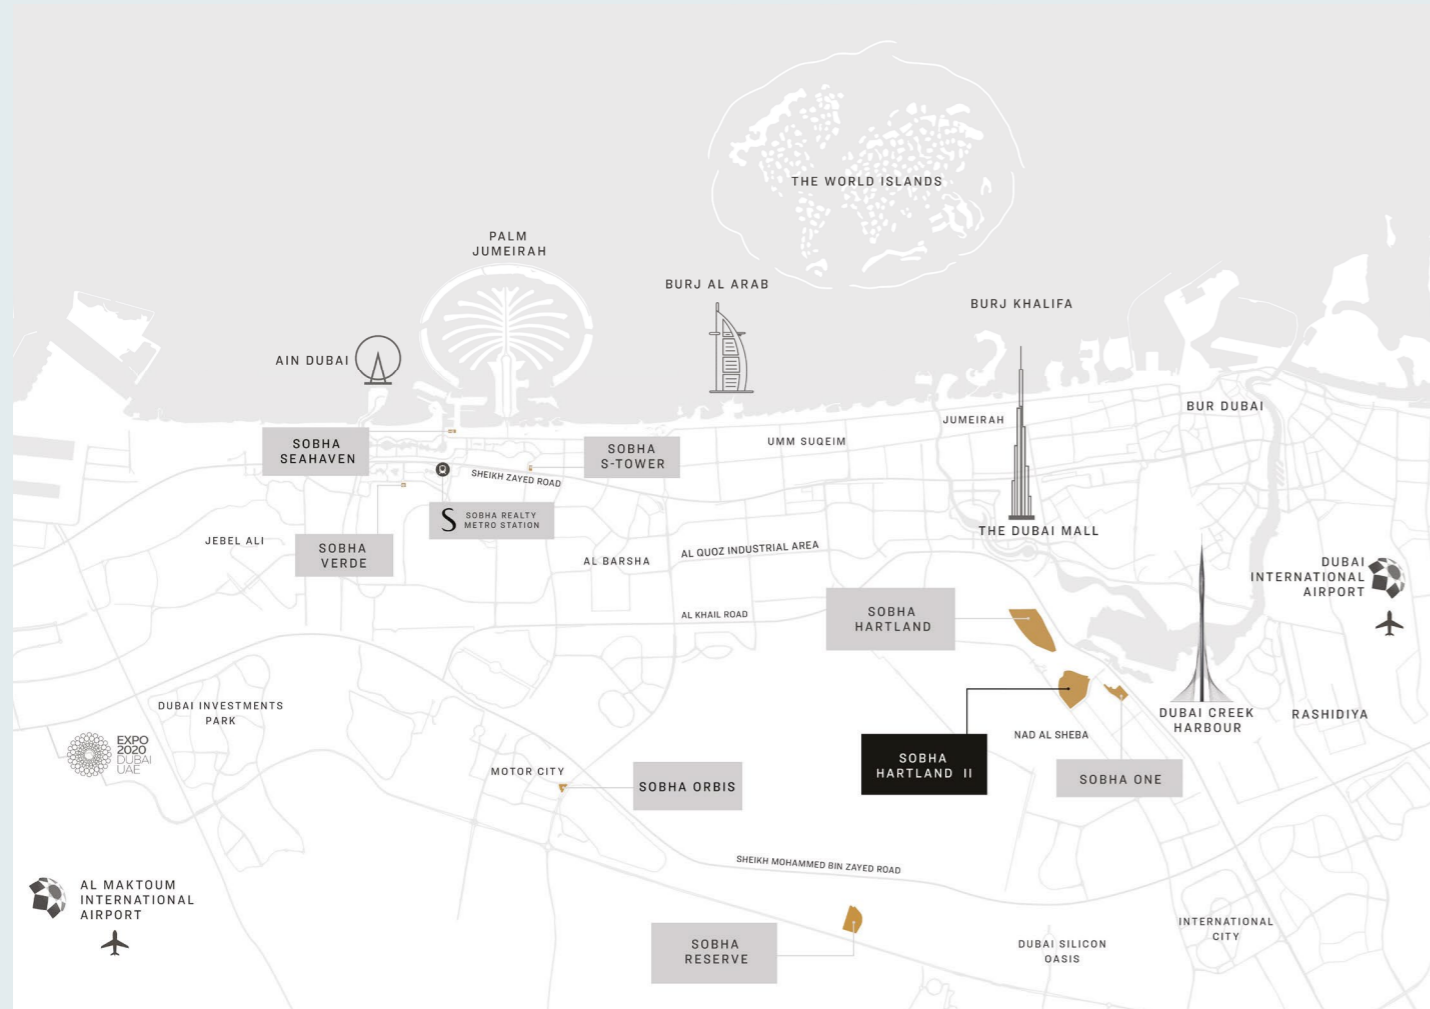 THE WORLD ISLANDS
PALM
JUMEIRAH
BURJ AL ARAB
BURJ KHALIFA
AIN DUBAI
BUR DUBAI
JUMEIRAH
SOBHA
SEAHAVEN
SOBHA
S-TOWER
UMM SUQEIM
SHEIKH ZAYED ROAD
S SOBHA REALTY
METRO STATION
THE DUBAI MALL
JEBEL ALI
SOBHA
VERDE
AL BARSHA
AL QUOZ INDUSTRIAL AREA
DUBAI
INTERNATIONAL
AIRPORT
AL KHAIL ROAD
SOBHA
HARTLAND
DUBAI INVESTMENTS
PARK
DUBAI CREEK
HARBOUR
RASHIDIYA
NAD AL SHEBA
EXPO
2020
DUBAI
UAE
MOTOR CITY
SOBHA ORBIS
SOBHA
HARTLAND II
SOBHA ONE
SHEIKH MOHAMMED BIN ZAYED ROAD
AL MAKTOUM
INTERNATIONAL
AIRPORT
SOBHA
RESERVE
DUBAI SILICON
OASIS
INTERNATIONAL
CITY